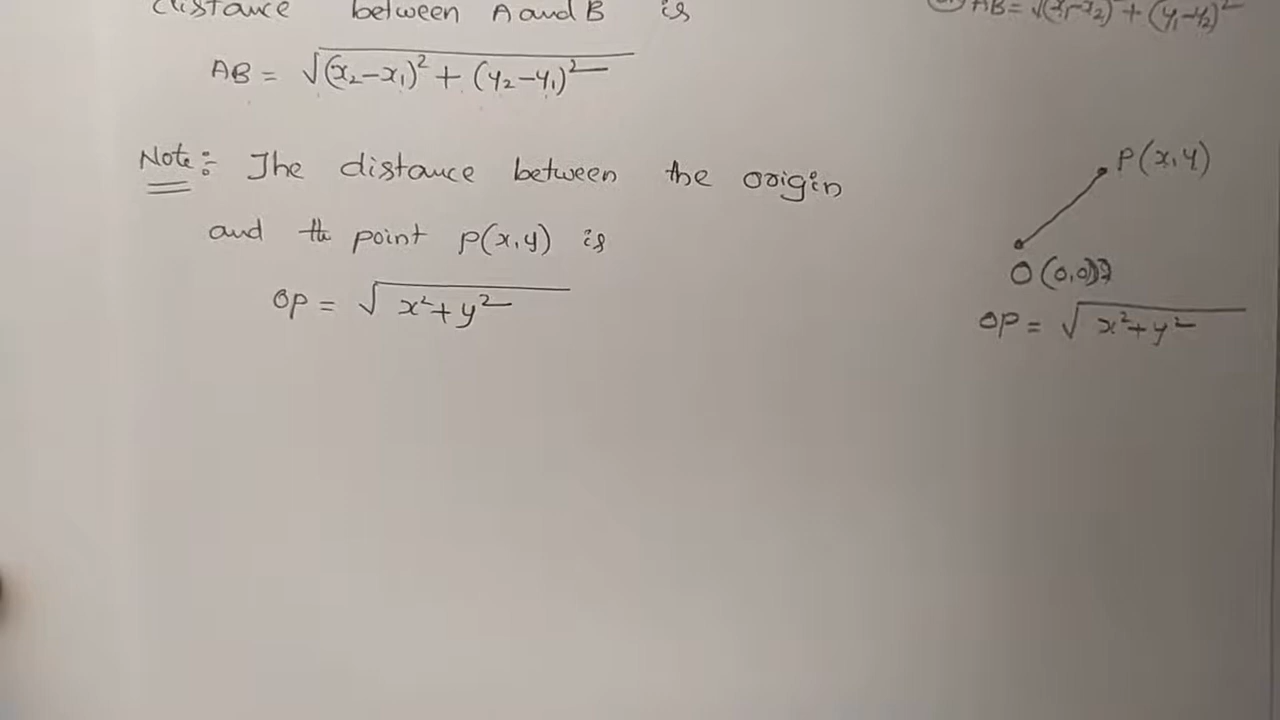 distance between A and B is
AB = √(x₂-x₁)² + (y₂-y₁)²
Note: The distance between the origin
and the point P(x,y) is
OP = √x²+y²
AB = √(x₁-x₂)² + (y₁-y₂)²
P(x,y)
O(0,0)
OP = √x²+y²